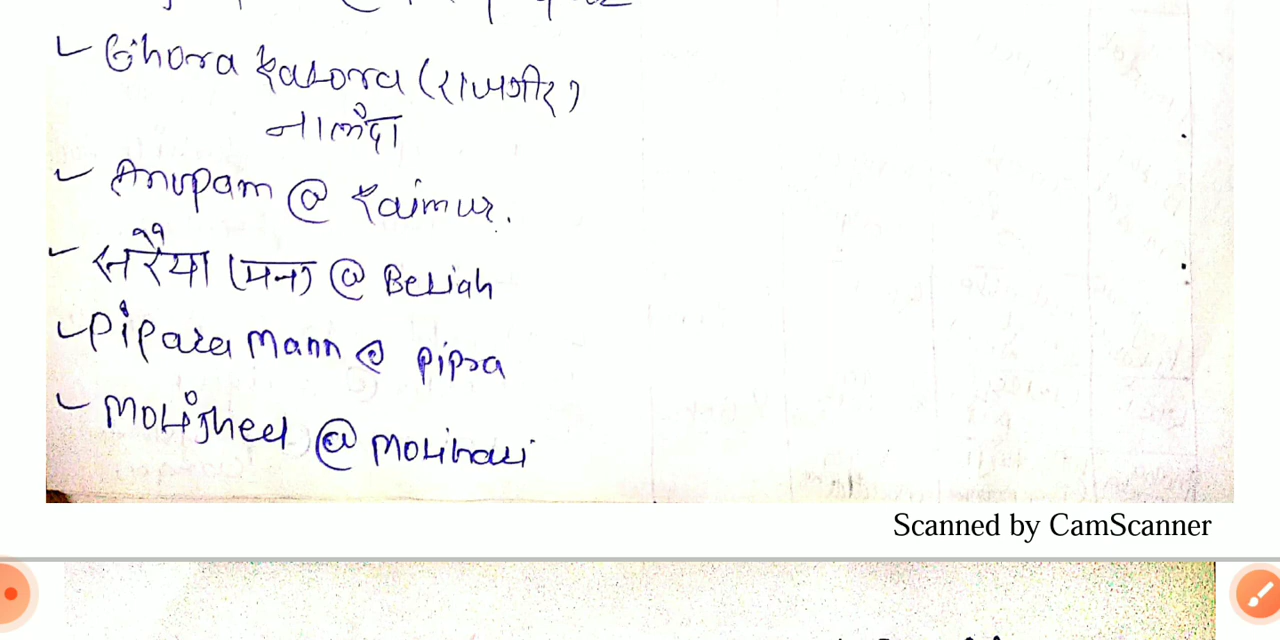 Ghora Katora (राजगीर)
नालंदा
Anupam @ Kaimur.
सरैया (मन) @ Betiah
Pipara Mann @ pipra
Motijheel @ Motihari
Scanned by CamScanner